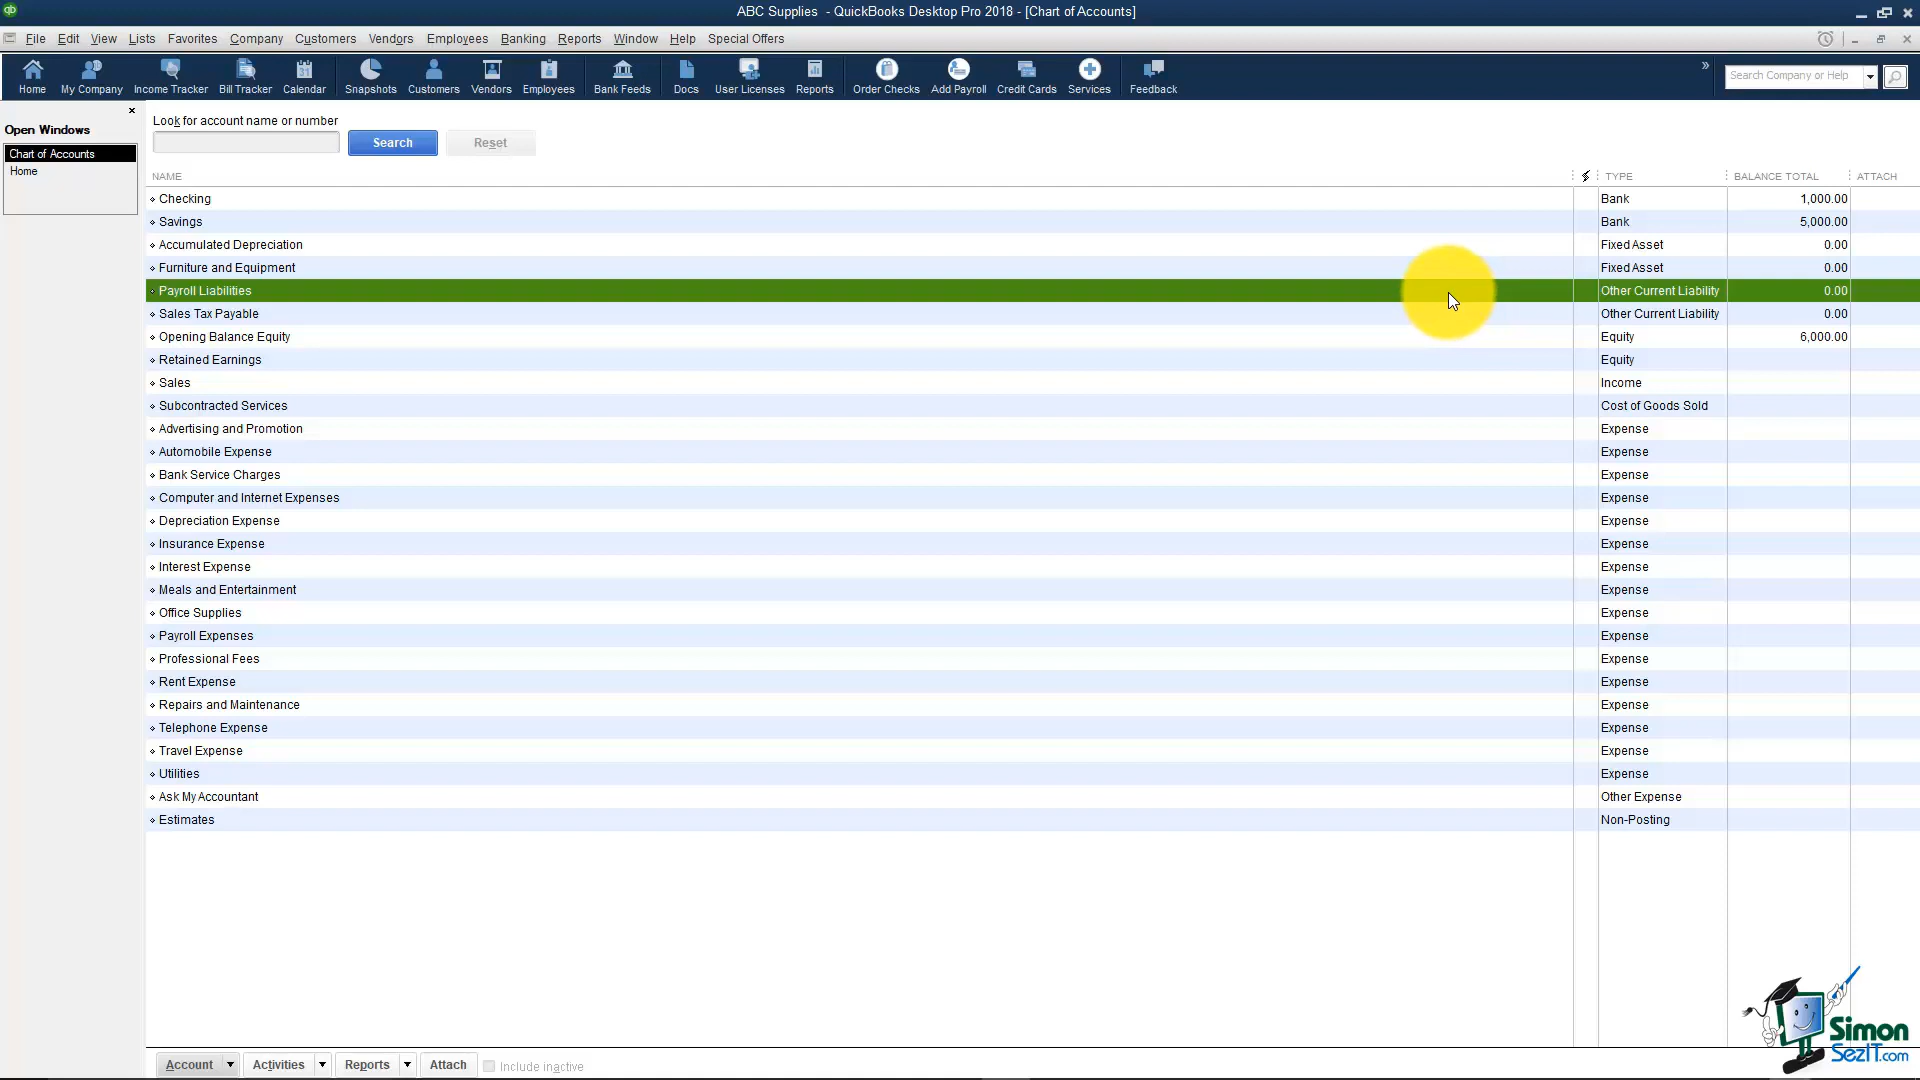 ABC Supplies - QuickBooks Desktop Pro 2018 - [Chart of Accounts]
File Edit View Lists Favorites Company Customers Vendors Employees Banking Reports Window Help Special Offers
Home My Company Income Tracker Bill Tracker Calendar Snapshots Customers Vendors Employees Bank Feeds Docs User Licenses Reports Order Checks Add Payroll Credit Cards Services Feedback » Search Company or Help
Open Windows
Chart of Accounts
Home
Look for account name or number
Search Reset
NAME TYPE BALANCE TOTAL ATTACH
Checking Bank 1,000.00
Savings Bank 5,000.00
Accumulated Depreciation Fixed Asset 0.00
Furniture and Equipment Fixed Asset 0.00
Payroll Liabilities Other Current Liability 0.00
Sales Tax Payable Other Current Liability 0.00
Opening Balance Equity Equity 6,000.00
Retained Earnings Equity
Sales Income
Subcontracted Services Cost of Goods Sold
Advertising and Promotion Expense
Automobile Expense Expense
Bank Service Charges Expense
Computer and Internet Expenses Expense
Depreciation Expense Expense
Insurance Expense Expense
Interest Expense Expense
Meals and Entertainment Expense
Office Supplies Expense
Payroll Expenses Expense
Professional Fees Expense
Rent Expense Expense
Repairs and Maintenance Expense
Telephone Expense Expense
Travel Expense Expense
Utilities Expense
Ask My Accountant Other Expense
Estimates Non-Posting
Account Activities Reports Attach Include inactive
Simon
SezIT.com